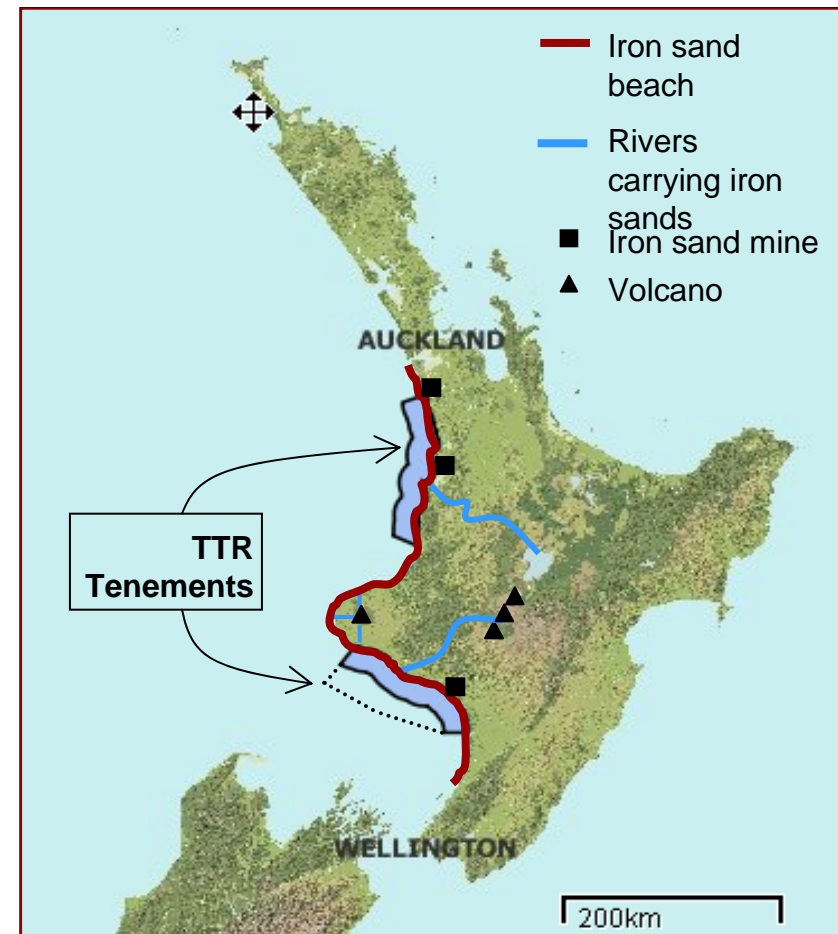 Iron sand
beach
Rivers
carrying iron
sands
Iron sand mine
Volcano
AUCKLAND
TTR
Tenements
WELLINGTON
200km